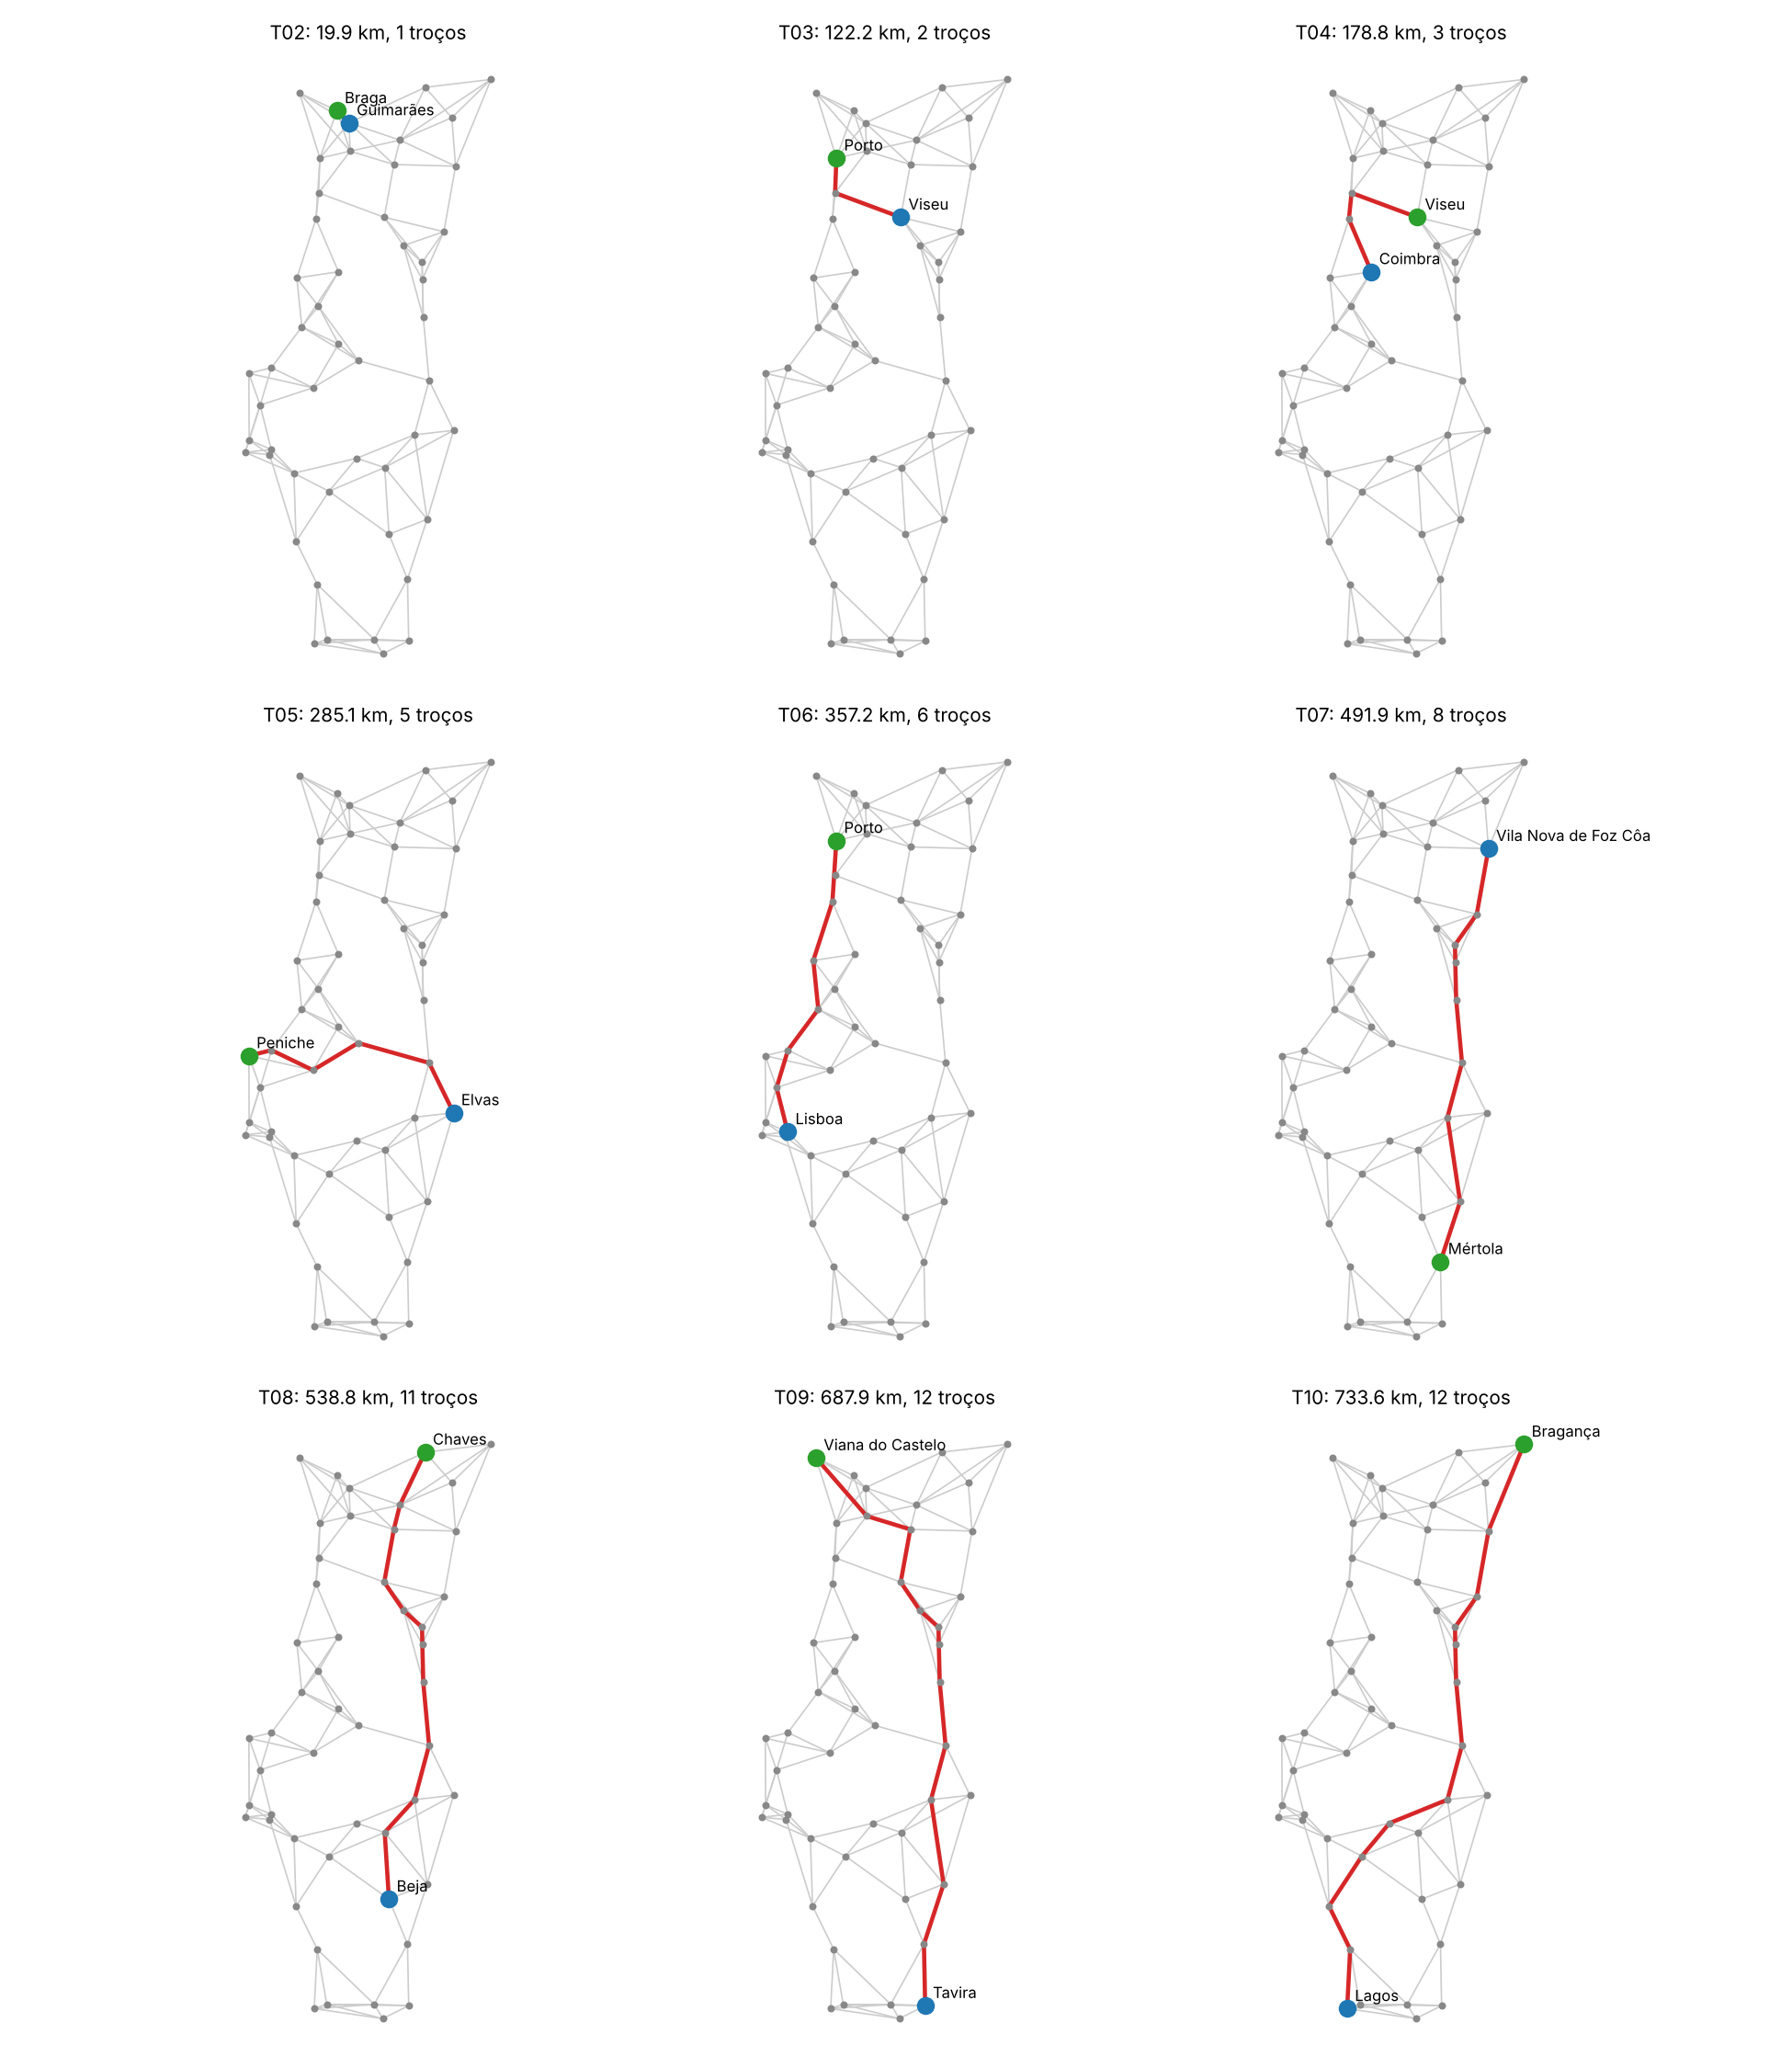 T02: 19.9 km, 1 troços
Braga
Guimarães
T03: 122.2 km, 2 troços
Porto
Viseu
T04: 178.8 km, 3 troços
Viseu
Coimbra
T05: 285.1 km, 5 troços
Peniche
Elvas
T06: 357.2 km, 6 troços
Porto
Lisboa
T07: 491.9 km, 8 troços
Vila Nova de Foz Côa
Mértola
T08: 538.8 km, 11 troços
Chaves
Beja
T09: 687.9 km, 12 troços
Viana do Castelo
Tavira
T10: 733.6 km, 12 troços
Bragança
Lagos